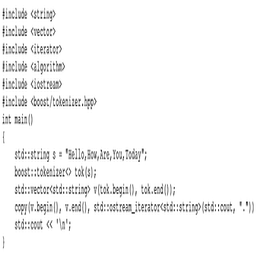 #include <string>
#include <vector>
#include <iterator>
#include <algorithm>
#include <iostream>
#include <boost/tokenizer.hpp>
int main()
{
    std::string s = "Hello,How,Are,You,Today";
    boost::tokenizer<> tok(s);
    std::vector<std::string> v(tok.begin(), tok.end());
    copy(v.begin(), v.end(), std::ostream_iterator<std::string>(std::cout, "."))
    std::cout << '\n';
}